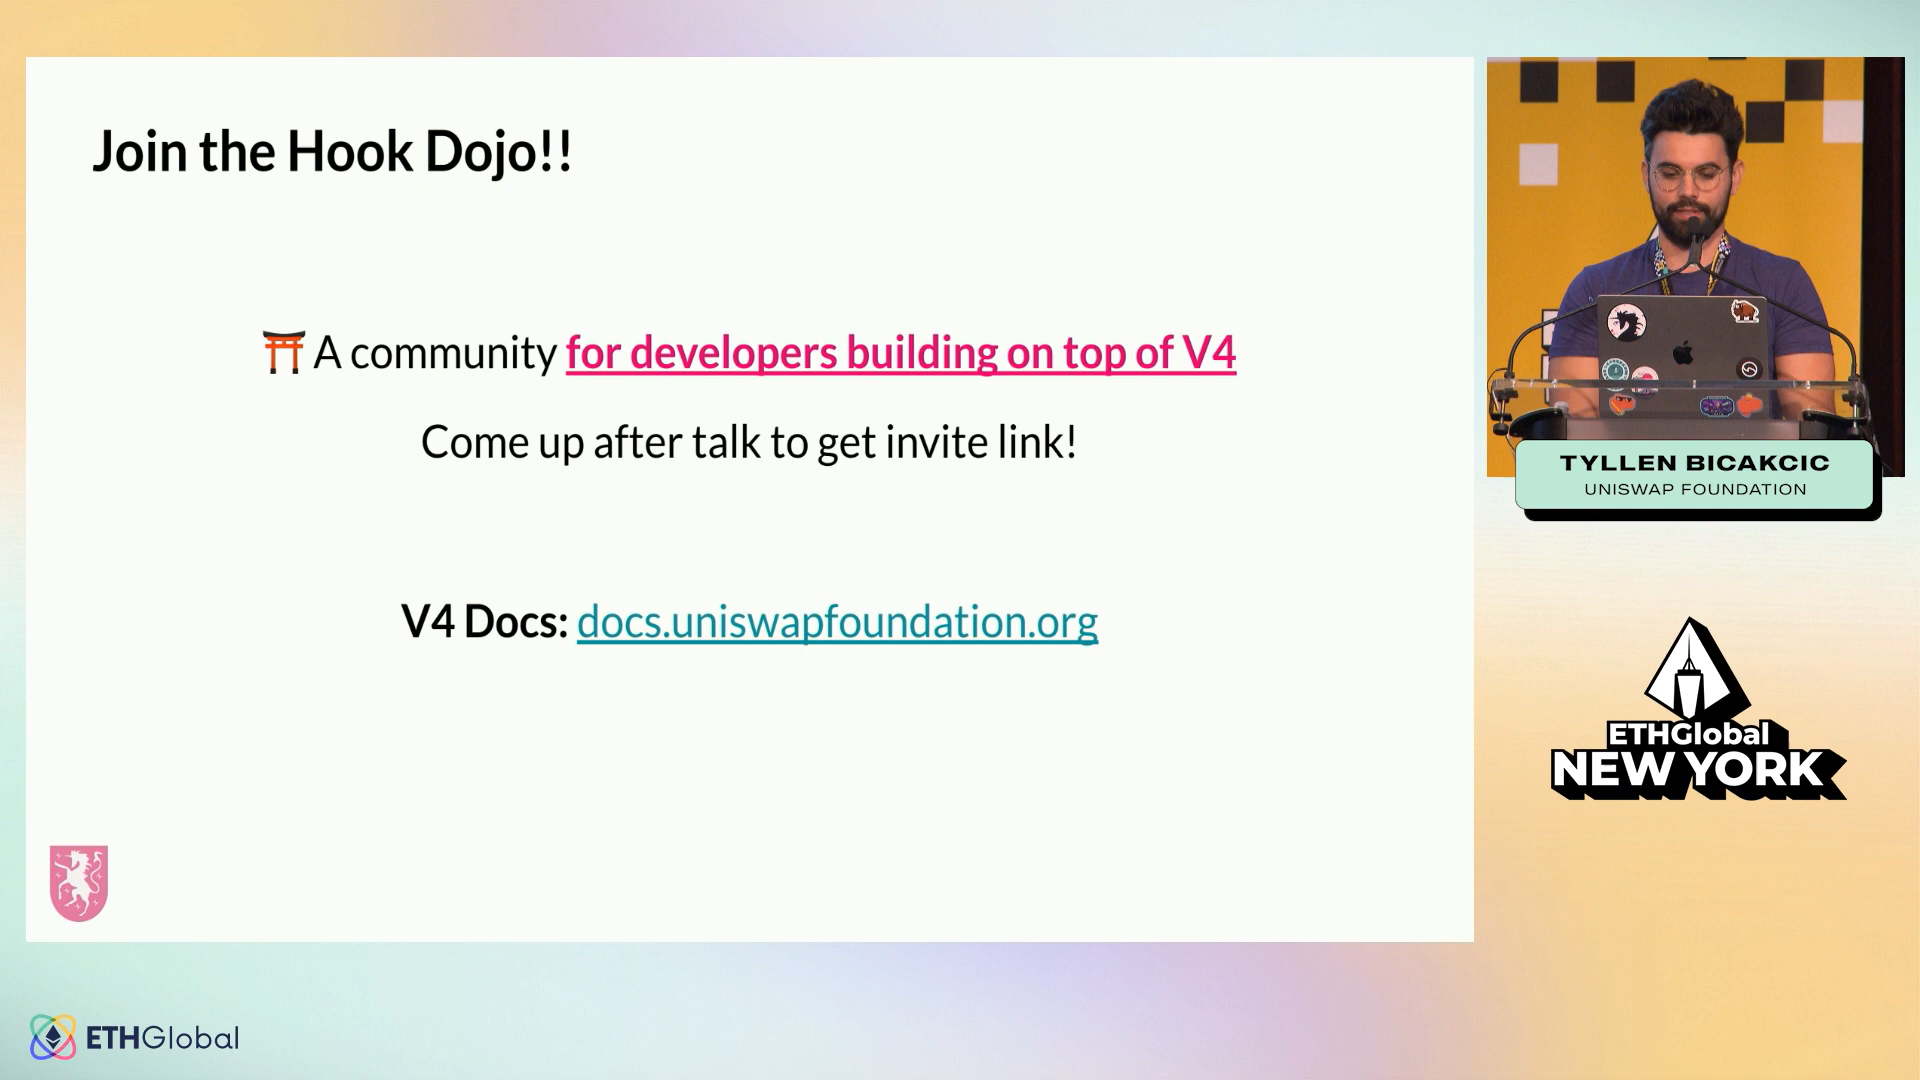 Join the Hook Dojo!!
⛩️ A community for developers building on top of V4
Come up after talk to get invite link!
V4 Docs: docs.uniswapfoundation.org
TYLLEN BICAKCIC
UNISWAP FOUNDATION
ETHGlobal
NEW YORK
ETHGlobal